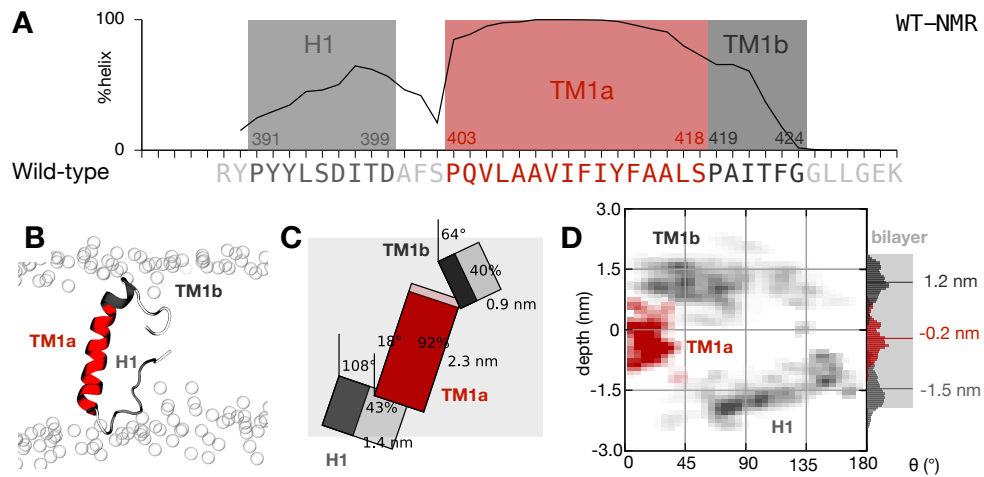 A
WT–NMR
100
H1
TM1a
TM1b
%helix
391
399
403
418
419
424
0
Wild-type
RYPYYLSDITDAFSPQVLAAVIFIYFAALSPAITFGGLLGEK
B
TM1b
TM1a
H1
C
64°
TM1b
40%
0.9 nm
18°
92%
2.3 nm
108°
TM1a
43%
1.4 nm
H1
D
3.0
TM1b
bilayer
1.5
1.2 nm
depth (nm)
0
TM1a
-0.2 nm
-1.5
-1.5 nm
H1
-3.0
0
45
90
135
180
θ (°)